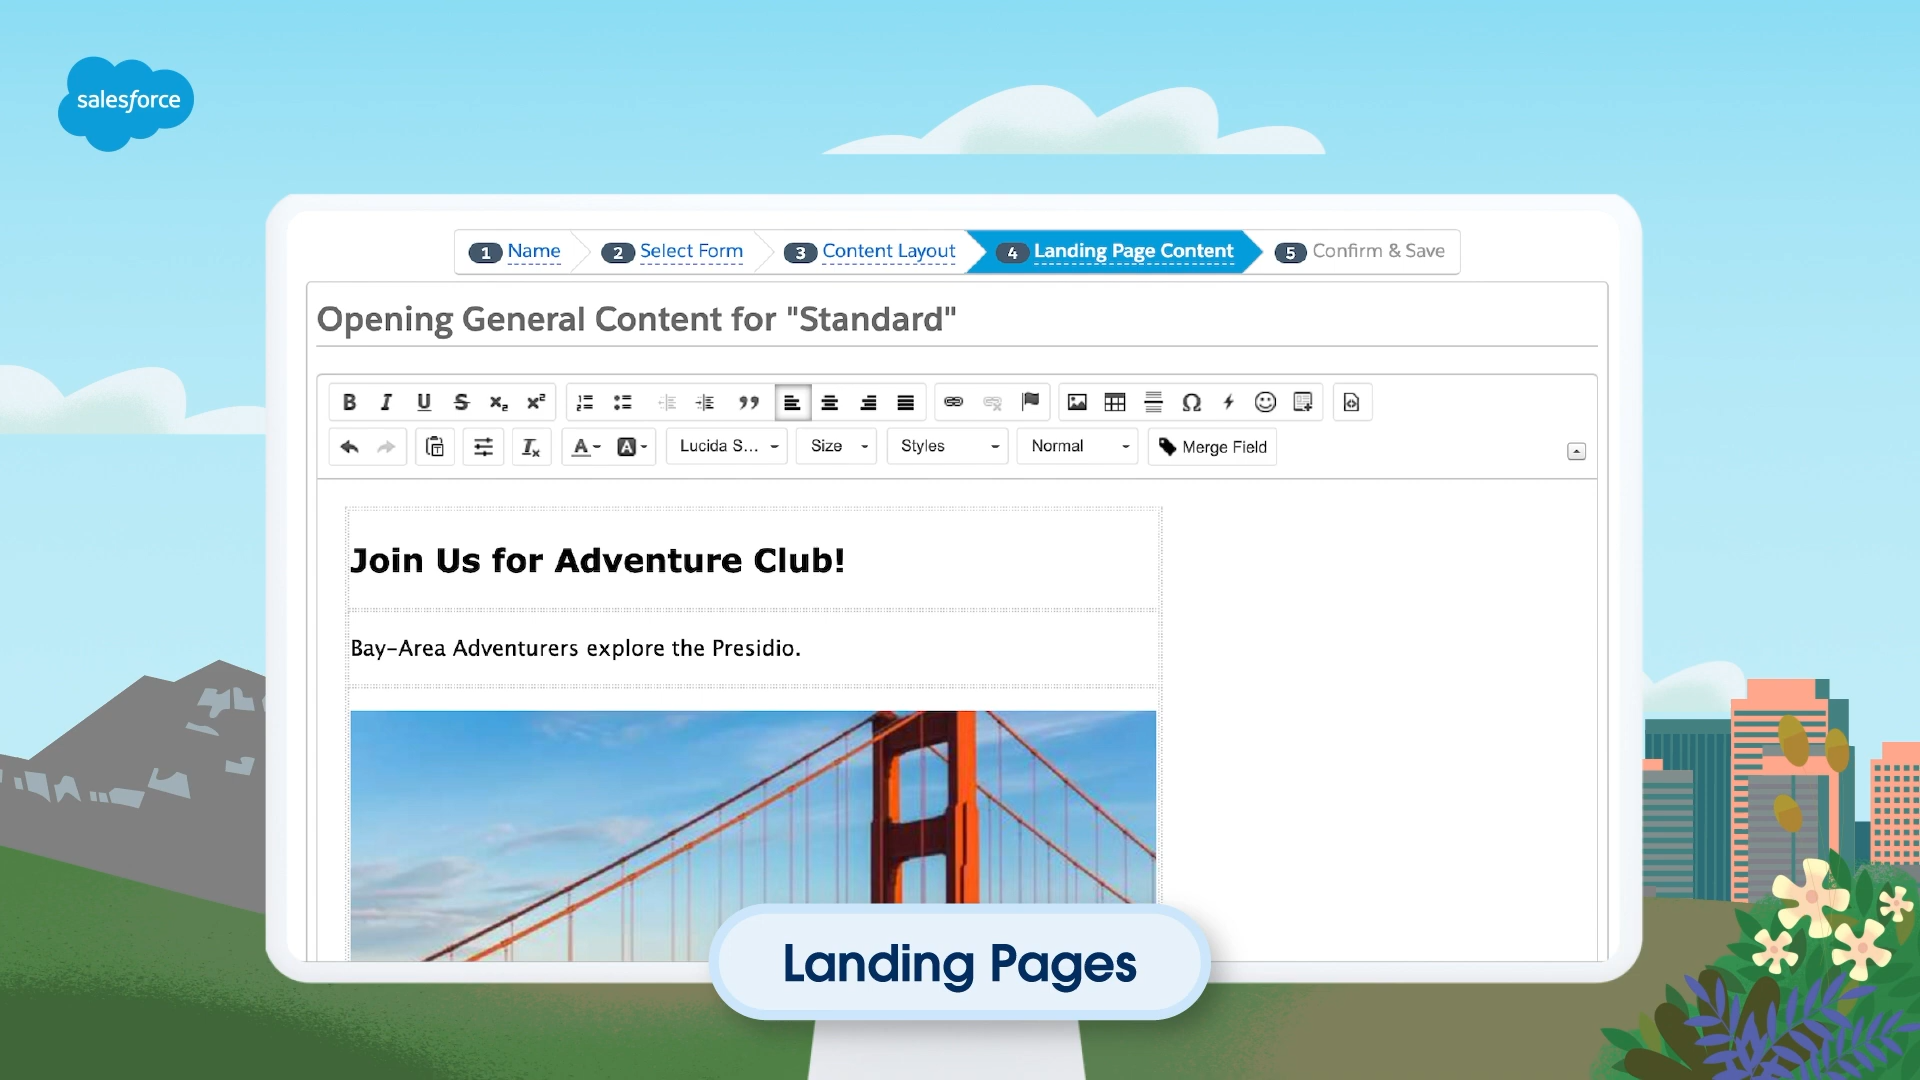 salesforce
1 Name 2 Select Form 3 Content Layout 4 Landing Page Content 5 Confirm & Save
Opening General Content for "Standard"
Lucida S... Size Styles Normal Merge Field
Join Us for Adventure Club!
Bay-Area Adventurers explore the Presidio.
Landing Pages